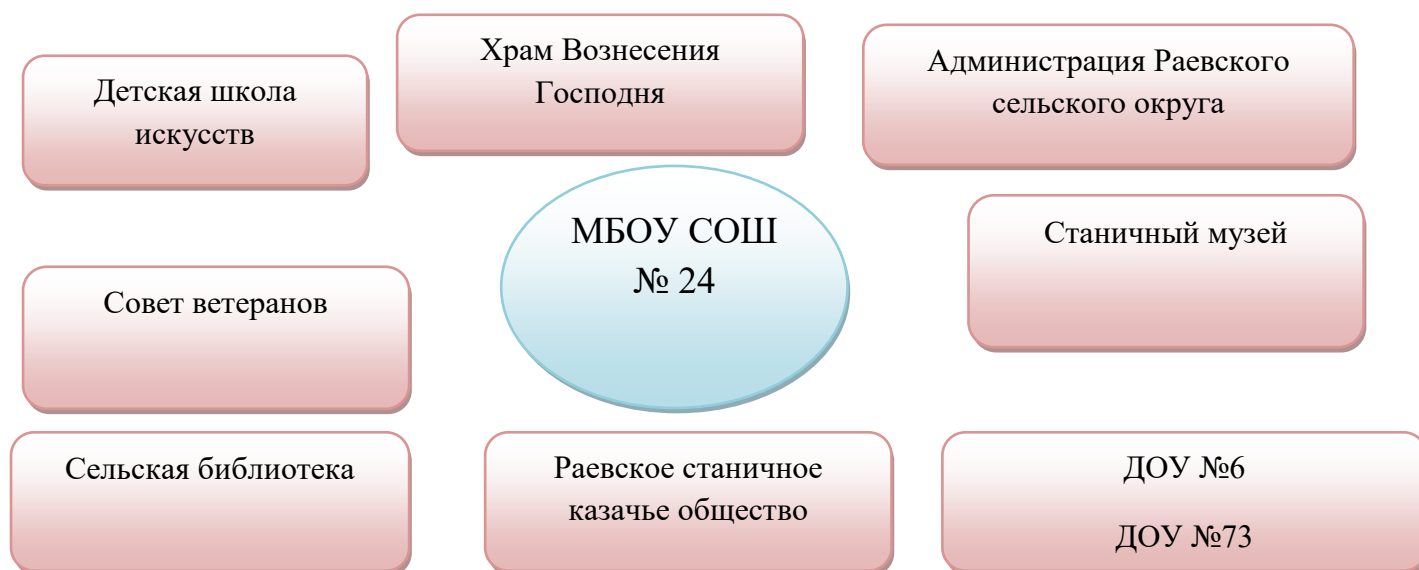 Детская школа
искусств
Храм Вознесения
Господня
Администрация Раевского
сельского округа
МБОУ СОШ
№ 24
Станичный музей
Совет ветеранов
Сельская библиотека
Раевское станичное
казачье общество
ДОУ №6
ДОУ №73